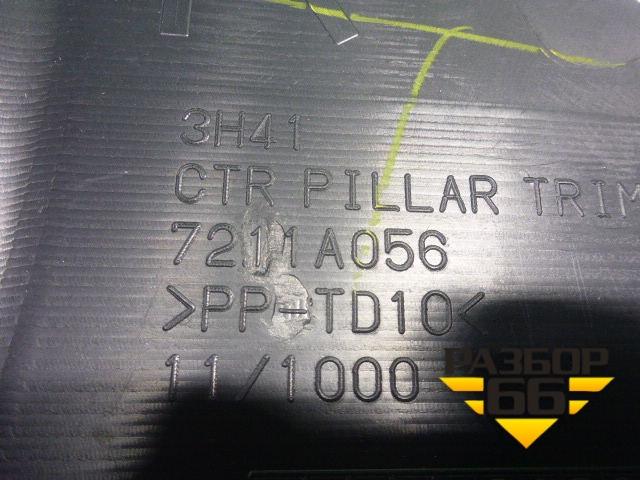 3H41
CTR PILLAR TRIM
7211A056
>PP-TD10<
11/1000
РАЗБОР
66